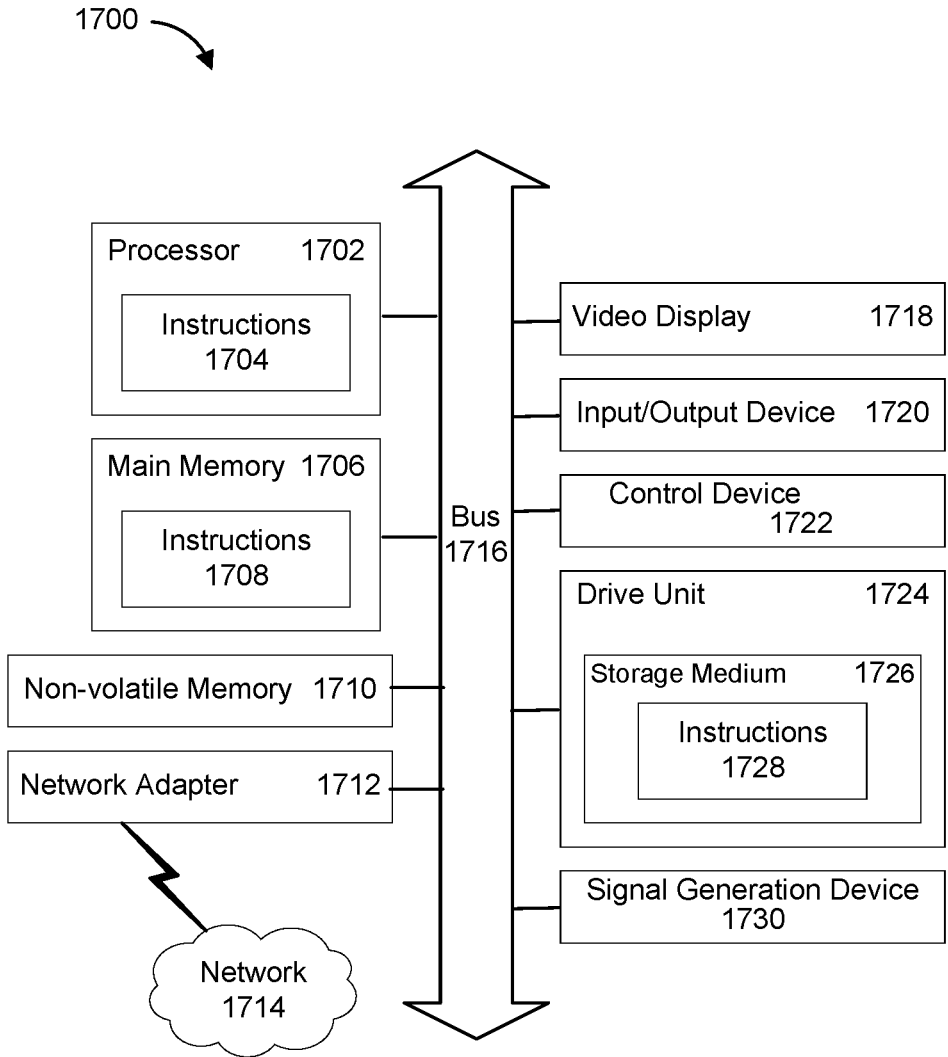 1700
Processor 1702
Instructions
1704
Main Memory 1706
Instructions
1708
Non-volatile Memory 1710
Network Adapter 1712
Network
1714
Bus
1716
Video Display 1718
Input/Output Device 1720
Control Device
1722
Drive Unit 1724
Storage Medium 1726
Instructions
1728
Signal Generation Device
1730